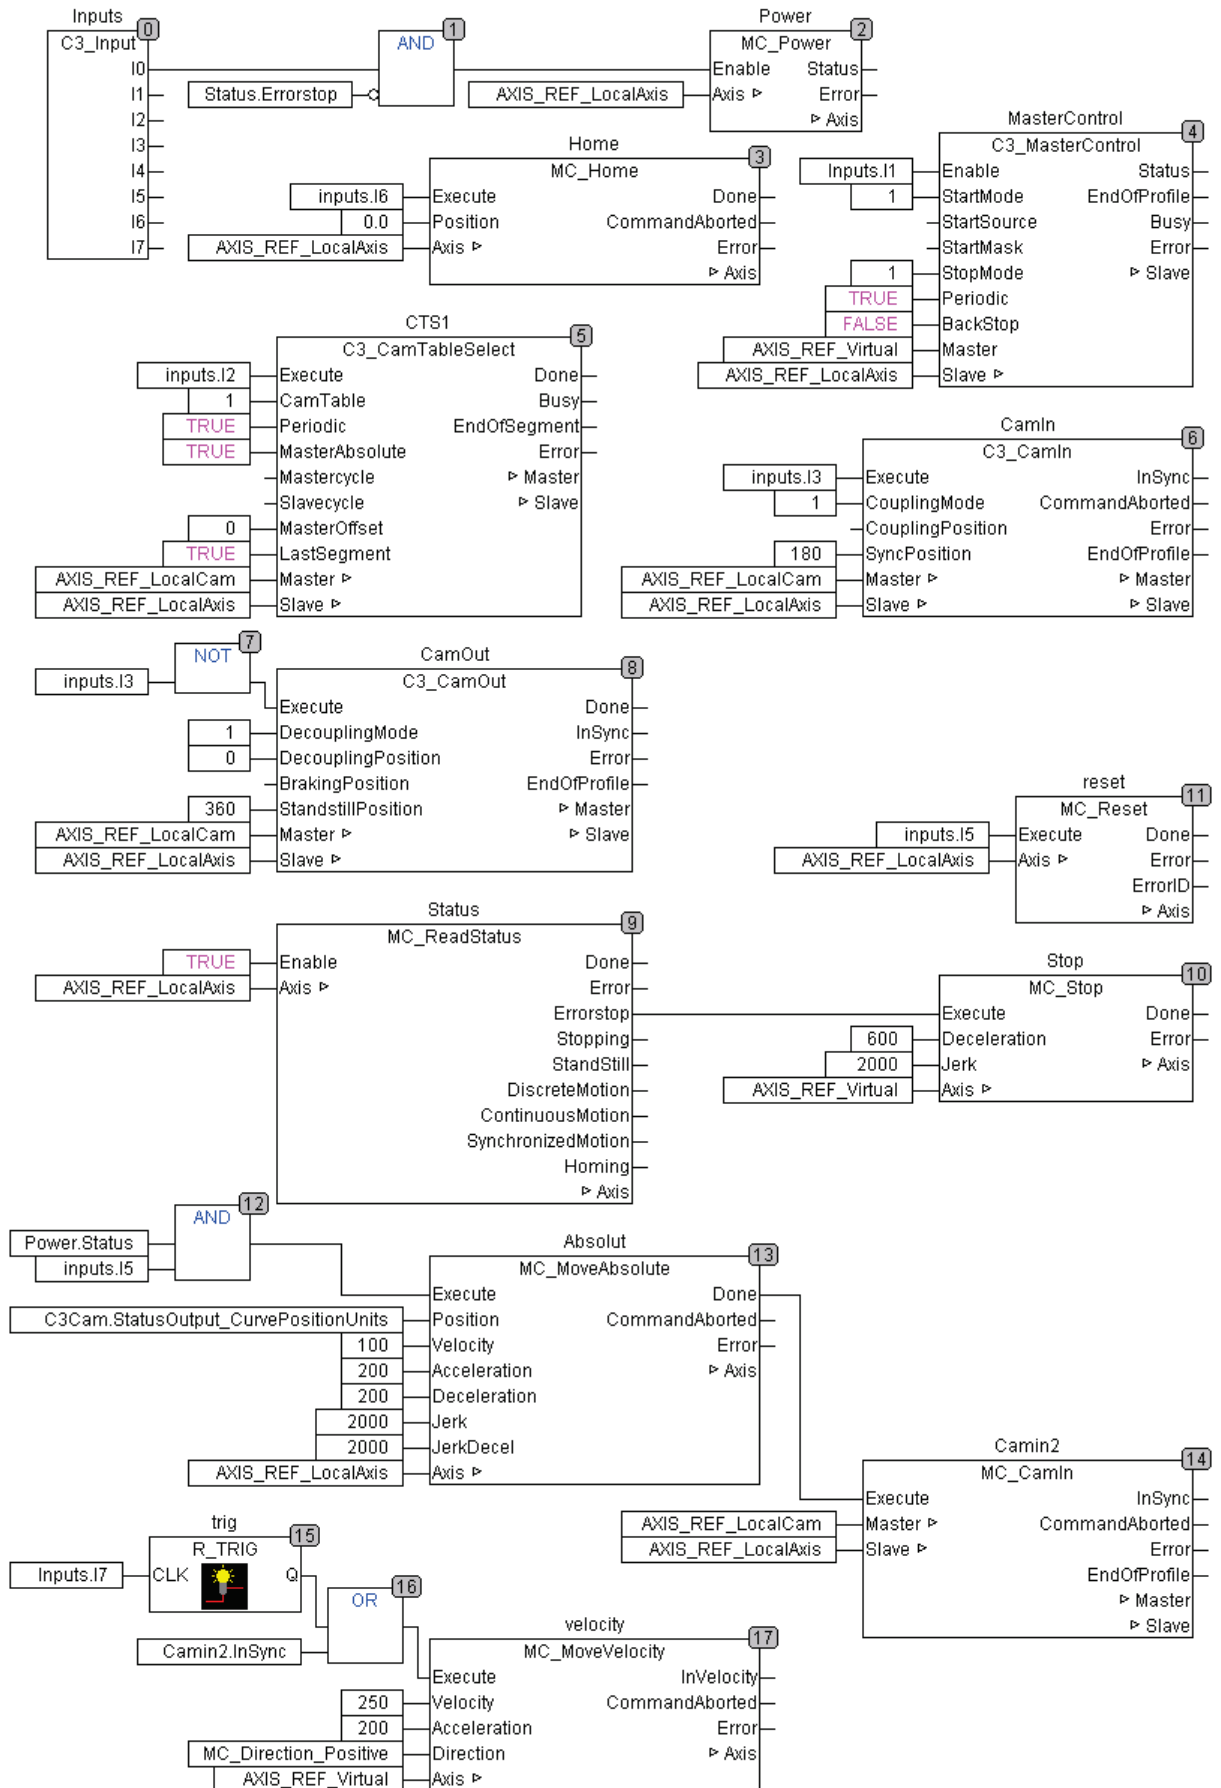 Inputs
0
C3_Input
I0
I1
I2
I3
I4
I5
I6
I7
1
AND
Status.Errorstop
Power
2
MC_Power
Enable Status
AXIS_REF_LocalAxis Axis Error
Axis
Home
3
MC_Home
inputs.I6 Execute Done
0.0 Position CommandAborted
AXIS_REF_LocalAxis Axis Error
Axis
MasterControl
4
C3_MasterControl
Inputs.I1 Enable Status
1 StartMode EndOfProfile
StartSource Busy
StartMask Error
1 StopMode Slave
TRUE Periodic
FALSE BackStop
AXIS_REF_Virtual Master
AXIS_REF_LocalAxis Slave
CTS1
5
C3_CamTableSelect
inputs.I2 Execute Done
1 CamTable Busy
TRUE Periodic EndOfSegment
TRUE MasterAbsolute Error
Mastercycle Master
Slavecycle Slave
0 MasterOffset
TRUE LastSegment
AXIS_REF_LocalCam Master
AXIS_REF_LocalAxis Slave
CamIn
6
C3_CamIn
inputs.I3 Execute InSync
1 CouplingMode CommandAborted
CouplingPosition Error
180 SyncPosition EndOfProfile
AXIS_REF_LocalCam Master Master
AXIS_REF_LocalAxis Slave Slave
7
NOT
inputs.I3
CamOut
8
C3_CamOut
Execute Done
1 DecouplingMode InSync
0 DecouplingPosition Error
BrakingPosition EndOfProfile
360 StandstillPosition Master
AXIS_REF_LocalCam Master Slave
AXIS_REF_LocalAxis Slave
reset
11
MC_Reset
inputs.I5 Execute Done
AXIS_REF_LocalAxis Axis Error
ErrorID
Axis
Status
9
MC_ReadStatus
TRUE Enable Done
AXIS_REF_LocalAxis Axis Error
Errorstop
Stopping
StandStill
DiscreteMotion
ContinuousMotion
SynchronizedMotion
Homing
Axis
Stop
10
MC_Stop
Execute Done
600 Deceleration Error
2000 Jerk Axis
AXIS_REF_Virtual Axis
12
AND
Power.Status
inputs.I5
Absolut
13
MC_MoveAbsolute
Execute Done
C3Cam.StatusOutput_CurvePositionUnits Position CommandAborted
100 Velocity Error
200 Acceleration Axis
200 Deceleration
2000 Jerk
2000 JerkDecel
AXIS_REF_LocalAxis Axis
Camin2
14
MC_CamIn
Execute InSync
AXIS_REF_LocalCam Master CommandAborted
AXIS_REF_LocalAxis Slave Error
EndOfProfile
Master
Slave
trig
15
R_TRIG
Inputs.I7 CLK Q
16
OR
Camin2.InSync
velocity
17
MC_MoveVelocity
Execute InVelocity
250 Velocity CommandAborted
200 Acceleration Error
MC_Direction_Positive Direction Axis
AXIS_REF_Virtual Axis